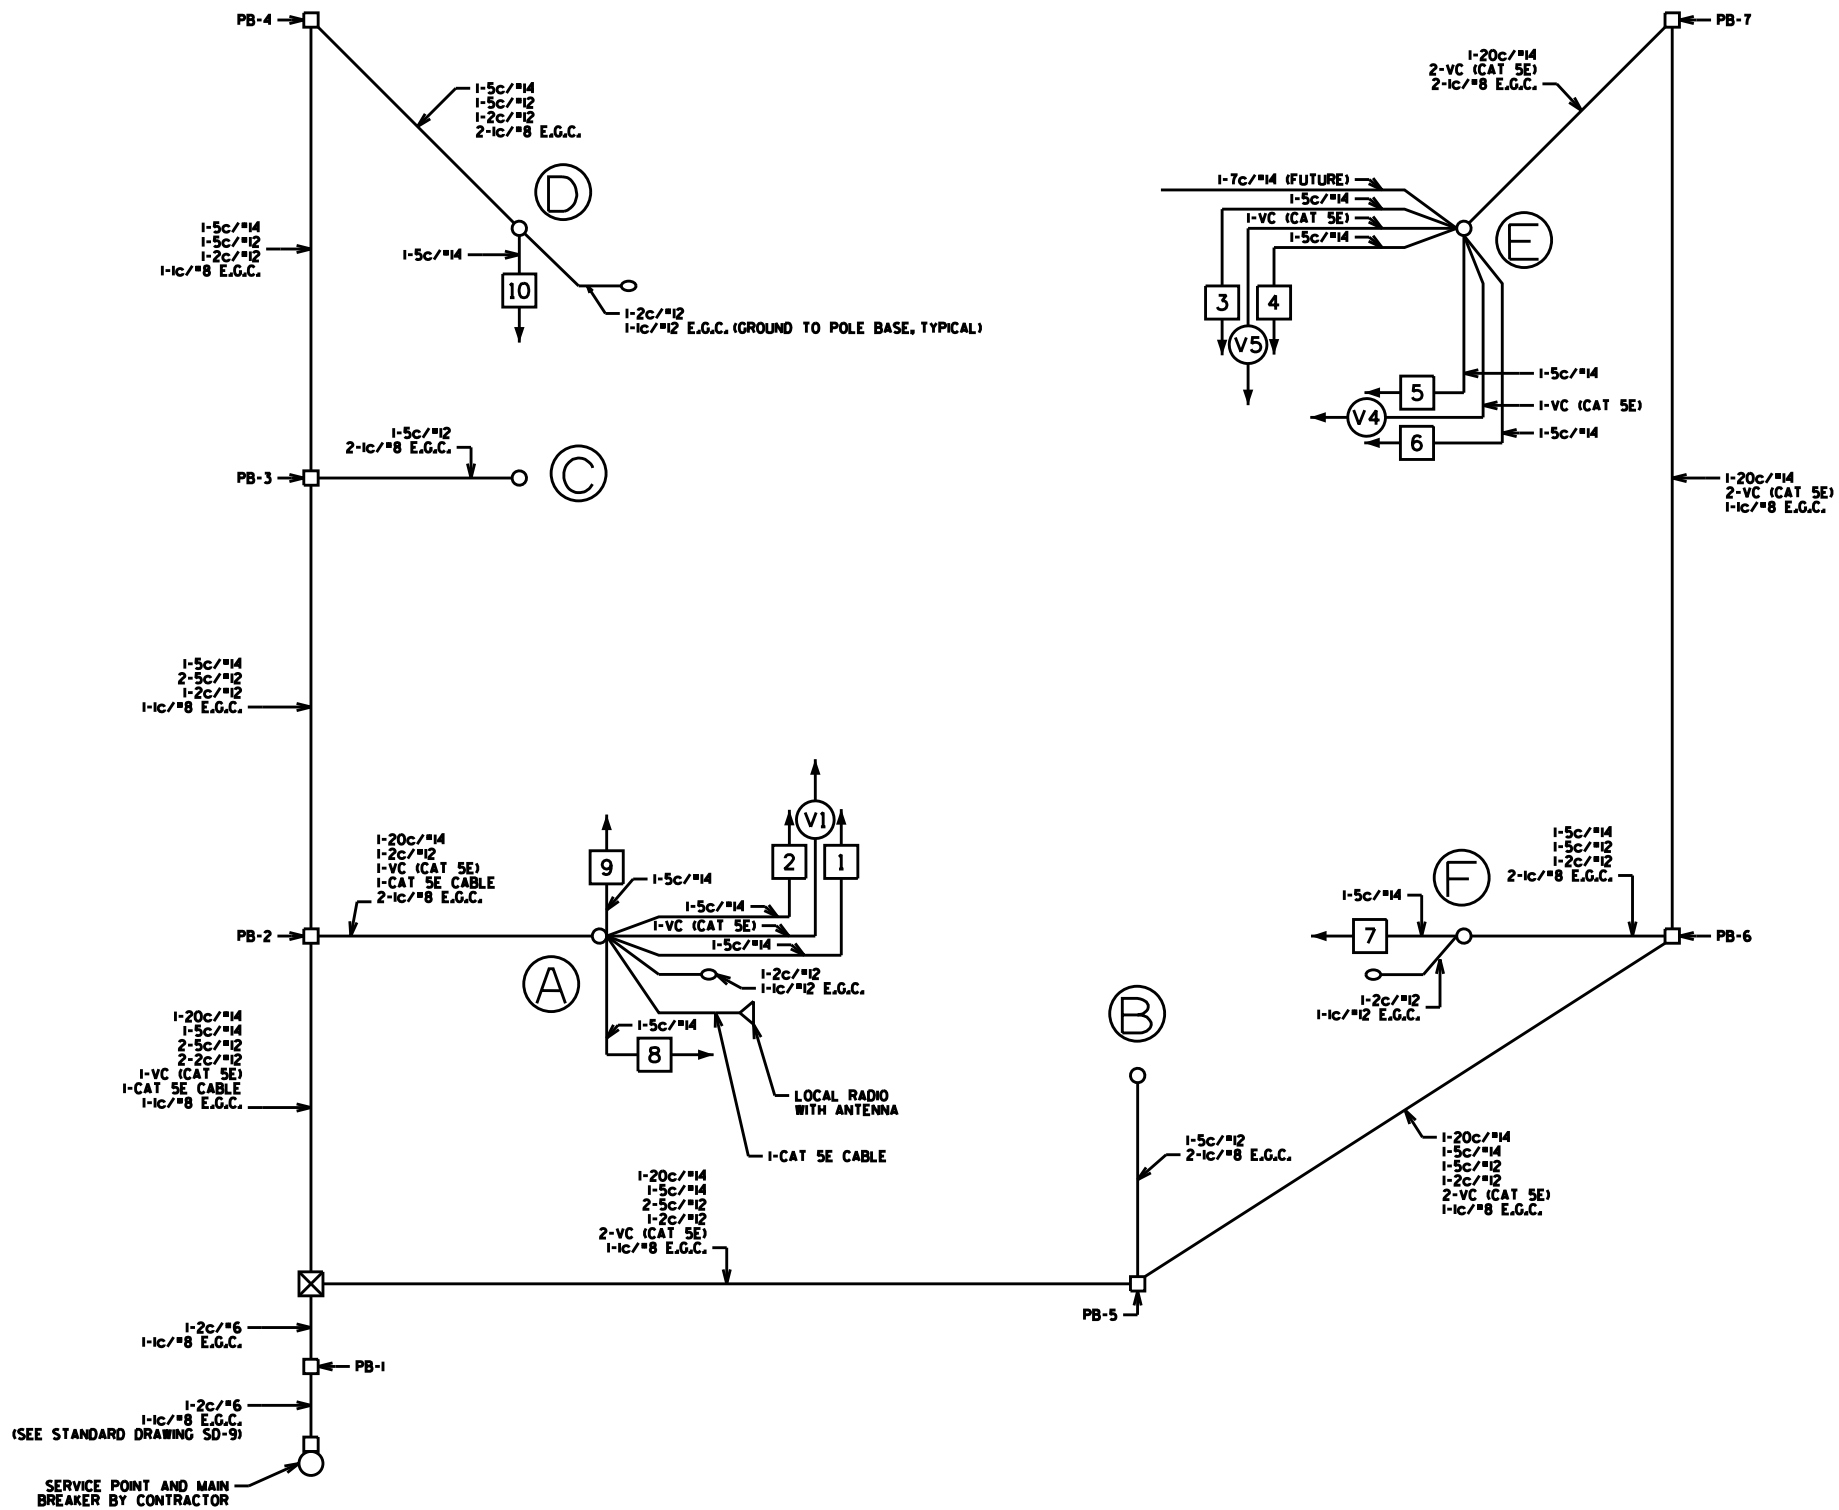 PB-4
1-5c/#14
1-5c/#12
1-2c/#12
2-1c/#8 E.G.C.
D
1-5c/#14
1-5c/#12
1-2c/#12
1-1c/#8 E.G.C.
1-5c/#14
10
1-2c/#12
1-1c/#12 E.G.C. (GROUND TO POLE BASE, TYPICAL)
PB-7
1-20c/#14
2-VC (CAT 5E)
2-1c/#8 E.G.C.
1-7c/#14 (FUTURE)
1-5c/#14
1-VC (CAT 5E)
1-5c/#14
E
3
4
V5
5
V4
6
1-5c/#14
1-VC (CAT 5E)
1-5c/#14
1-5c/#12
2-1c/#8 E.G.C.
PB-3
C
1-20c/#14
2-VC (CAT 5E)
1-1c/#8 E.G.C.
1-5c/#14
2-5c/#12
1-2c/#12
1-1c/#8 E.G.C.
1-20c/#14
1-2c/#12
1-VC (CAT 5E)
1-CAT 5E CABLE
2-1c/#8 E.G.C.
PB-2
A
9
1-5c/#14
2
V1
1
1-5c/#14
1-VC (CAT 5E)
1-5c/#14
1-2c/#12
1-1c/#12 E.G.C.
1-5c/#14
8
LOCAL RADIO
WITH ANTENNA
1-CAT 5E CABLE
1-5c/#14
1-5c/#12
1-2c/#12
2-1c/#8 E.G.C.
F
1-5c/#14
7
PB-6
1-2c/#12
1-1c/#12 E.G.C.
B
1-20c/#14
1-5c/#14
2-5c/#12
2-2c/#12
1-VC (CAT 5E)
1-CAT 5E CABLE
1-1c/#8 E.G.C.
1-5c/#12
2-1c/#8 E.G.C.
1-20c/#14
1-5c/#14
1-5c/#12
1-2c/#12
2-VC (CAT 5E)
1-1c/#8 E.G.C.
1-20c/#14
1-5c/#14
2-5c/#12
1-2c/#12
2-VC (CAT 5E)
1-1c/#8 E.G.C.
PB-5
1-2c/#6
1-1c/#8 E.G.C.
PB-1
1-2c/#6
1-1c/#8 E.G.C.
(SEE STANDARD DRAWING SD-9)
SERVICE POINT AND MAIN
BREAKER BY CONTRACTOR